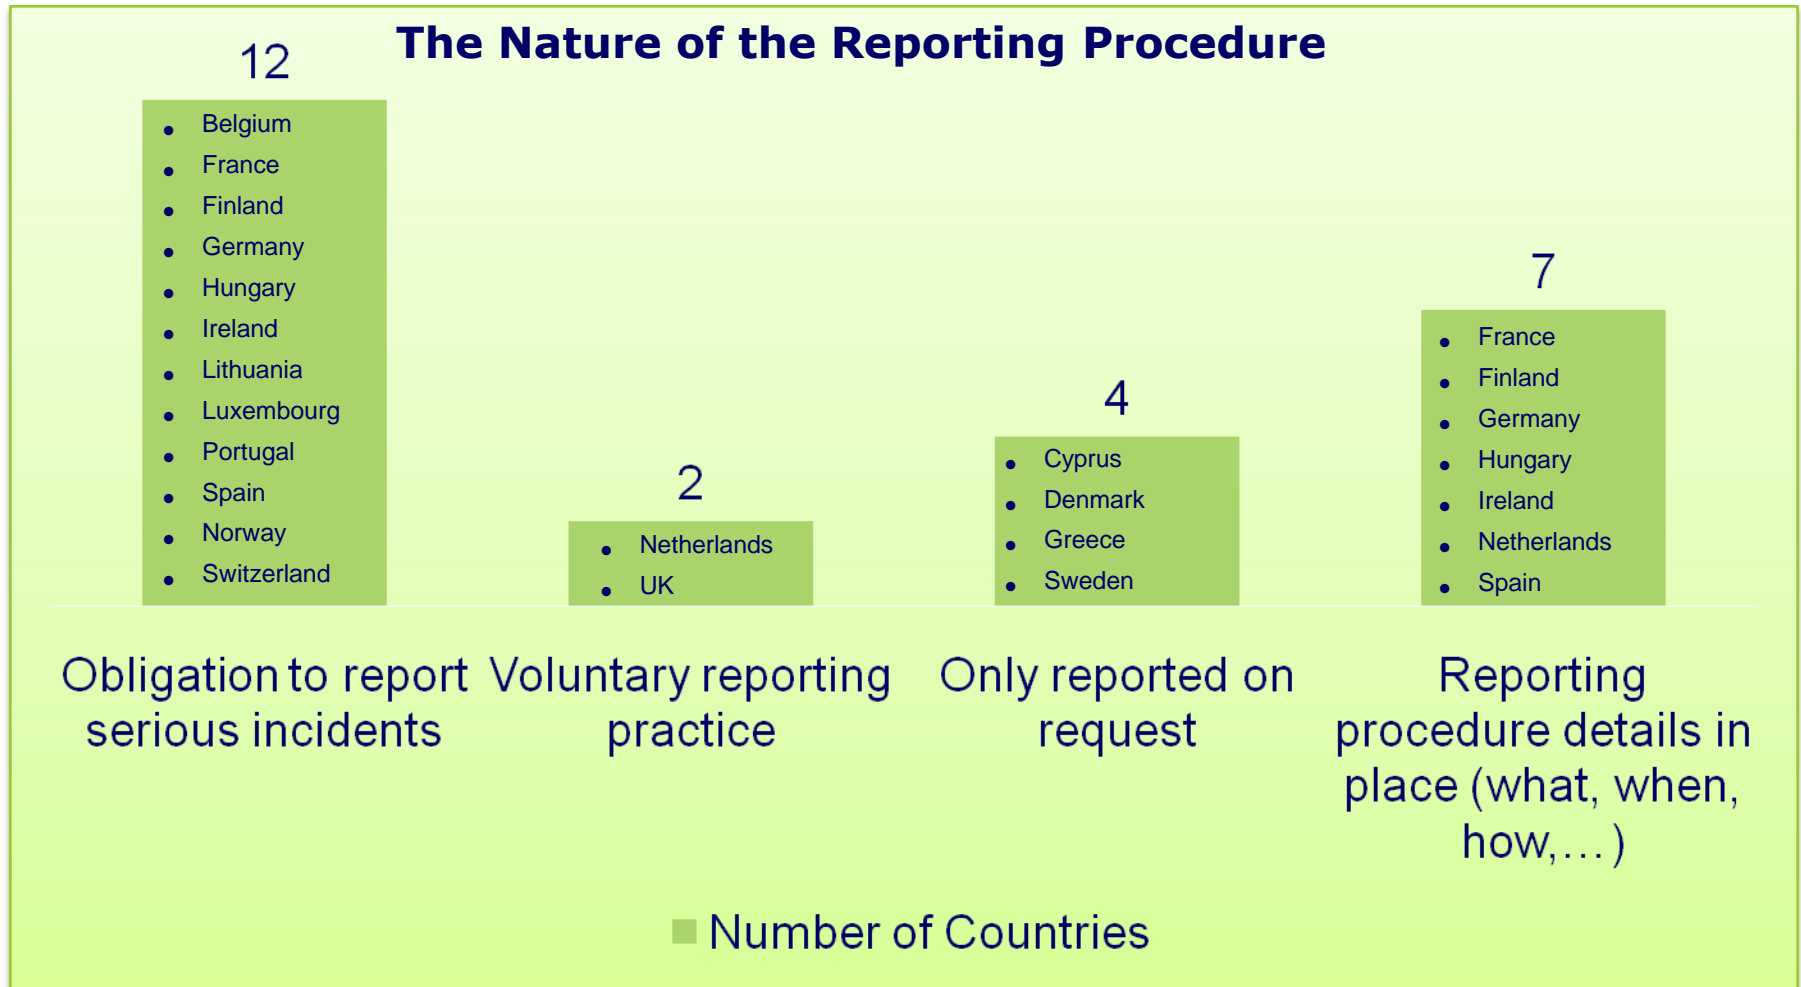 The Nature of the Reporting Procedure
12
• Belgium
• France
• Finland
• Germany
• Hungary
• Ireland
• Lithuania
• Luxembourg
• Portugal
• Spain
• Norway
• Switzerland
2
• Netherlands
• UK
4
• Cyprus
• Denmark
• Greece
• Sweden
7
• France
• Finland
• Germany
• Hungary
• Ireland
• Netherlands
• Spain
Obligation to report
serious incidents
Voluntary reporting
practice
Only reported on
request
Reporting
procedure details in
place (what, when,
how,…)
Number of Countries